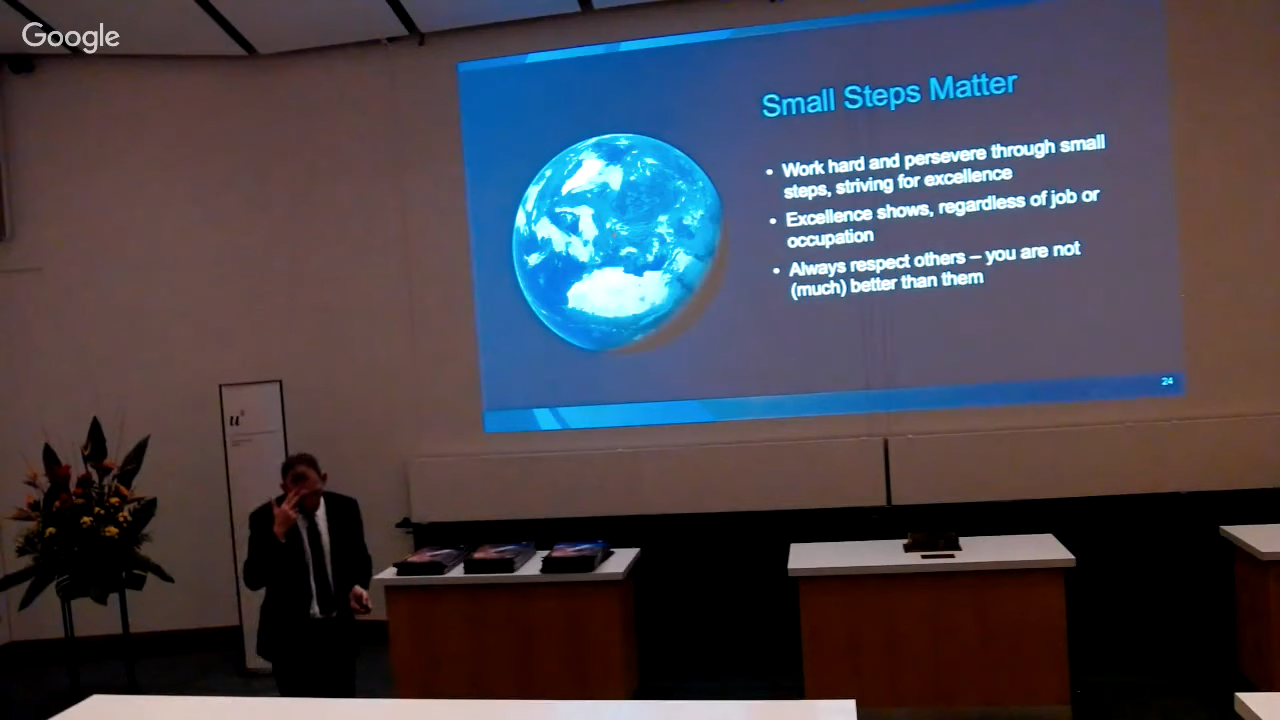 Google
Small Steps Matter
• Work hard and persevere through small
steps, striving for excellence
• Excellence shows, regardless of job or
occupation
• Always respect others – you are not
(much) better than them
24
u
b